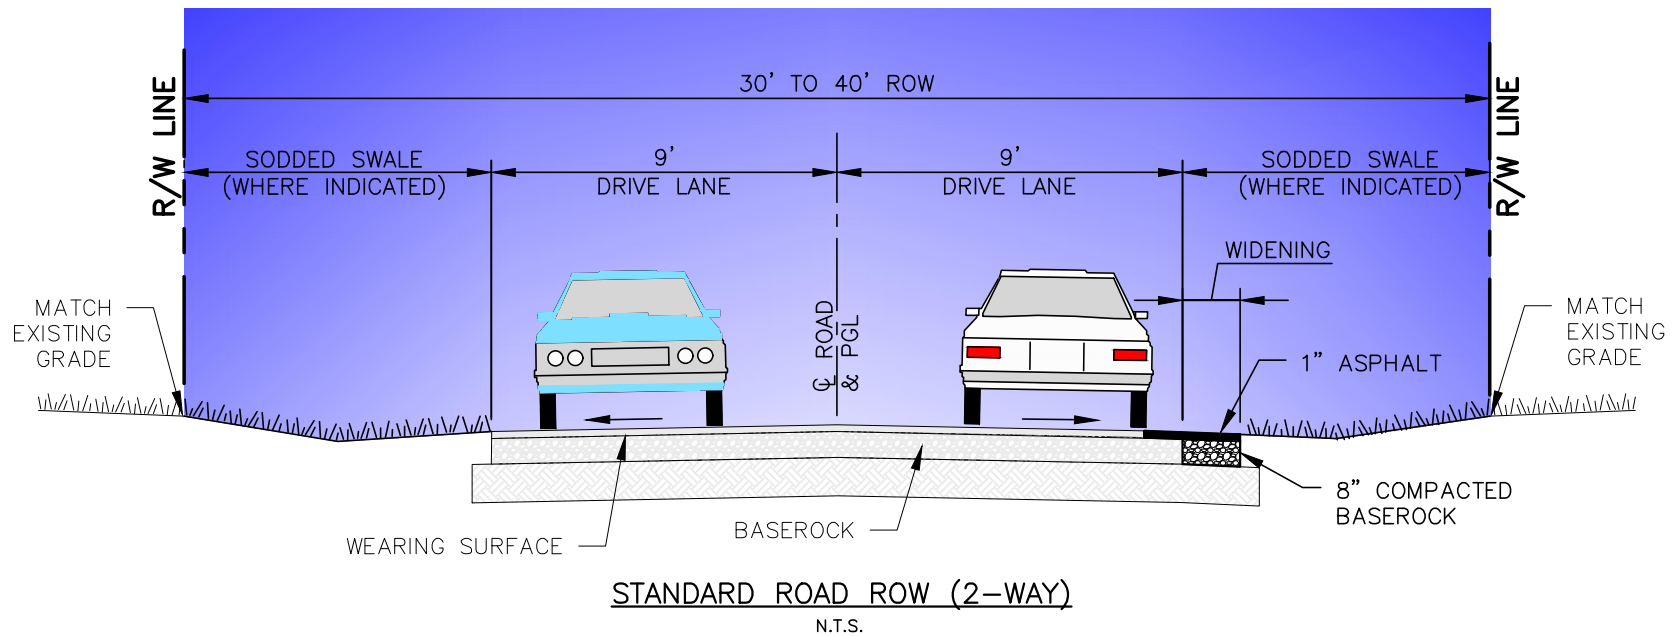 30' TO 40' ROW
R/W LINE
R/W LINE
SODDED SWALE
(WHERE INDICATED)
9'
DRIVE LANE
9'
DRIVE LANE
SODDED SWALE
(WHERE INDICATED)
WIDENING
MATCH
EXISTING
GRADE
℄ ROAD
& PGL
MATCH
EXISTING
GRADE
1" ASPHALT
8" COMPACTED
BASEROCK
BASEROCK
WEARING SURFACE
STANDARD ROAD ROW (2-WAY)
N.T.S.